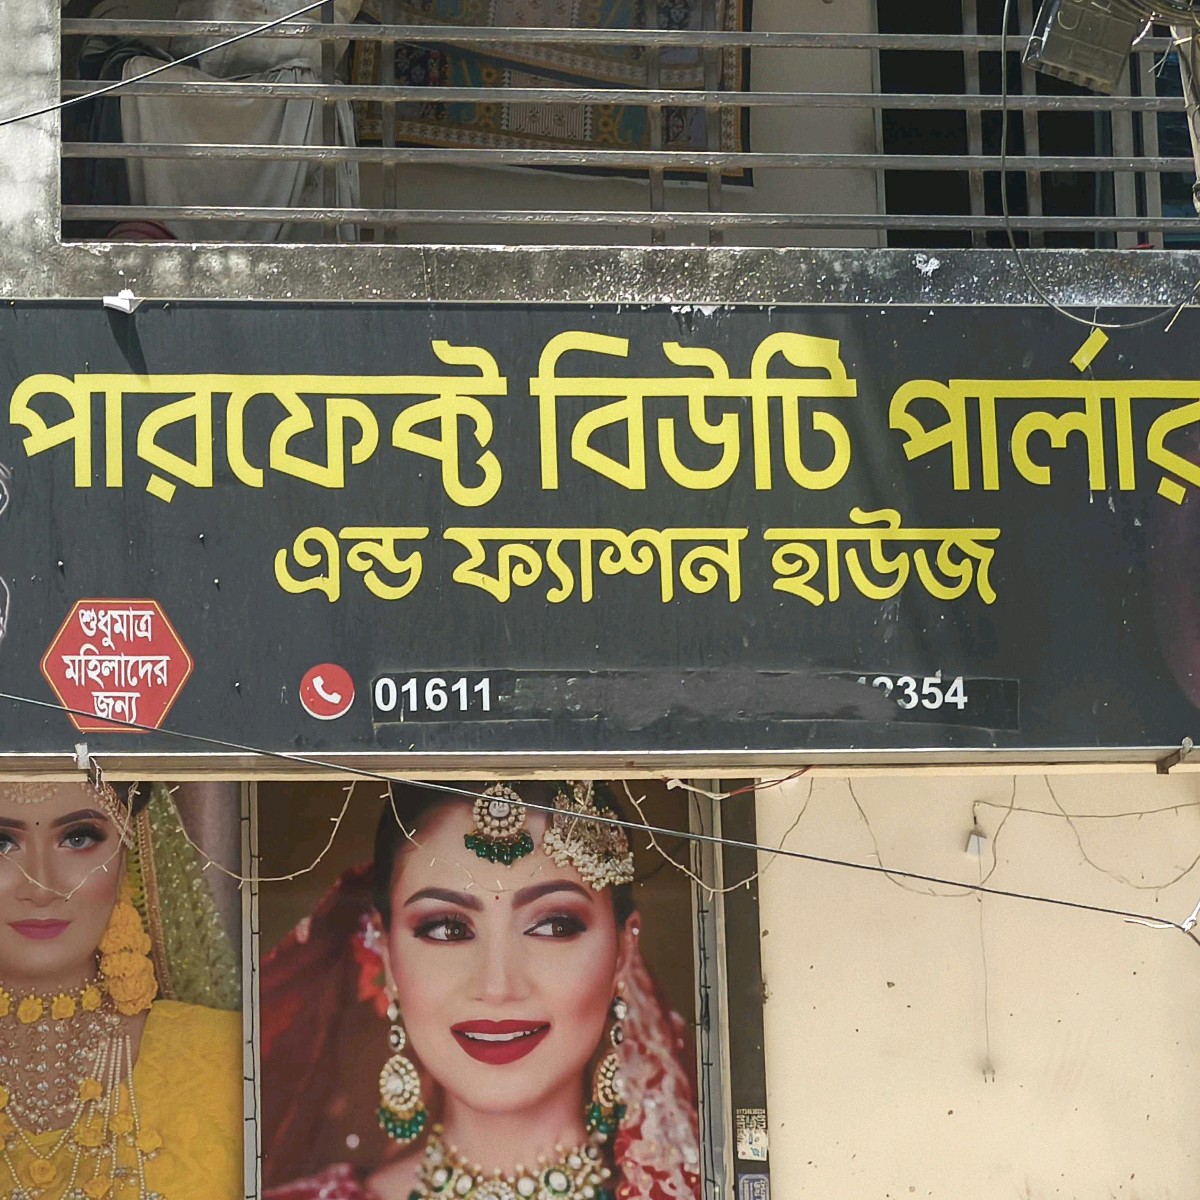 পারফেক্ট বিউটি পার্লার
এন্ড ফ্যাশন হাউজ
শুধুমাত্র
মহিলাদের
জন্য
01611 2354